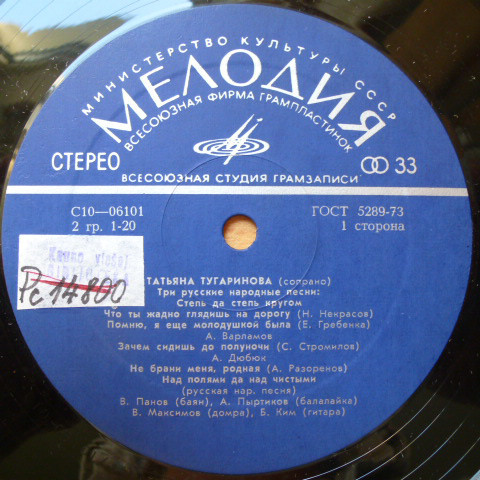 МИНИСТЕРСТВО КУЛЬТУРЫ СССР
МЕЛОДИЯ
ВСЕСОЮЗНАЯ ФИРМА ГРАМПЛАСТИНОК
СТЕРЕО
33
ВСЕСОЮЗНАЯ СТУДИЯ ГРАМЗАПИСИ
С10—06101 ГОСТ 5289-73
2 гр. 1-20 1 сторона
Рс 14800
ТАТЬЯНА ТУГАРИНОВА (сопрано)
Три русские народные песни:
Степь да степь кругом
Что ты жадно глядишь на дорогу (Н. Некрасов)
Помню, я еще молодушкой была (Е. Гребенка)
А. Варламов
Зачем сидишь до полуночи (С. Стромилов)
А. Дюбюк
Не брани меня, родная (А. Разоренов)
Над полями да над чистыми
(русская нар. песня)
В. Панов (баян), А. Пыртиков (балалайка)
В. Максимов (домра), Б. Ким (гитара)